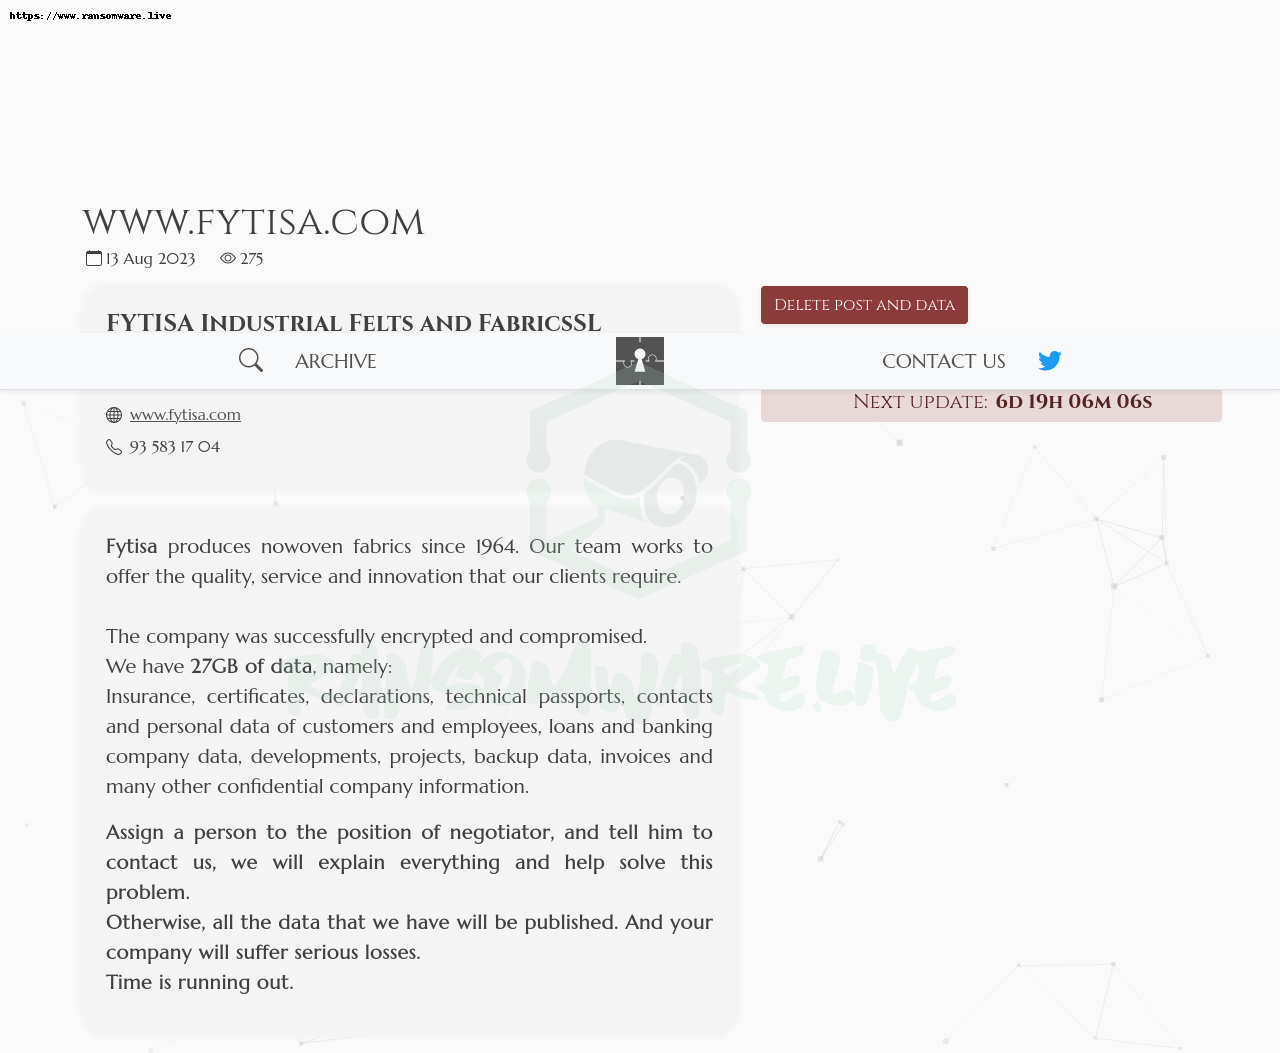 https://www.ransomware.live
WWW.FYTISA.COM
13 Aug 2023 275
FYTISA Industrial Felts and FabricsSL
Delete post and data
ARCHIVE
CONTACT US
www.fytisa.com
93 583 17 04
Next update: 6D 19H 06M 06S
Fytisa produces nowoven fabrics since 1964. Our team works to
offer the quality, service and innovation that our clients require.
The company was successfully encrypted and compromised.
We have 27GB of data, namely:
Insurance, certificates, declarations, technical passports, contacts
and personal data of customers and employees, loans and banking
company data, developments, projects, backup data, invoices and
many other confidential company information.
Assign a person to the position of negotiator, and tell him to
contact us, we will explain everything and help solve this
problem.
Otherwise, all the data that we have will be published. And your
company will suffer serious losses.
Time is running out.
RANSOMWARE.LIVE